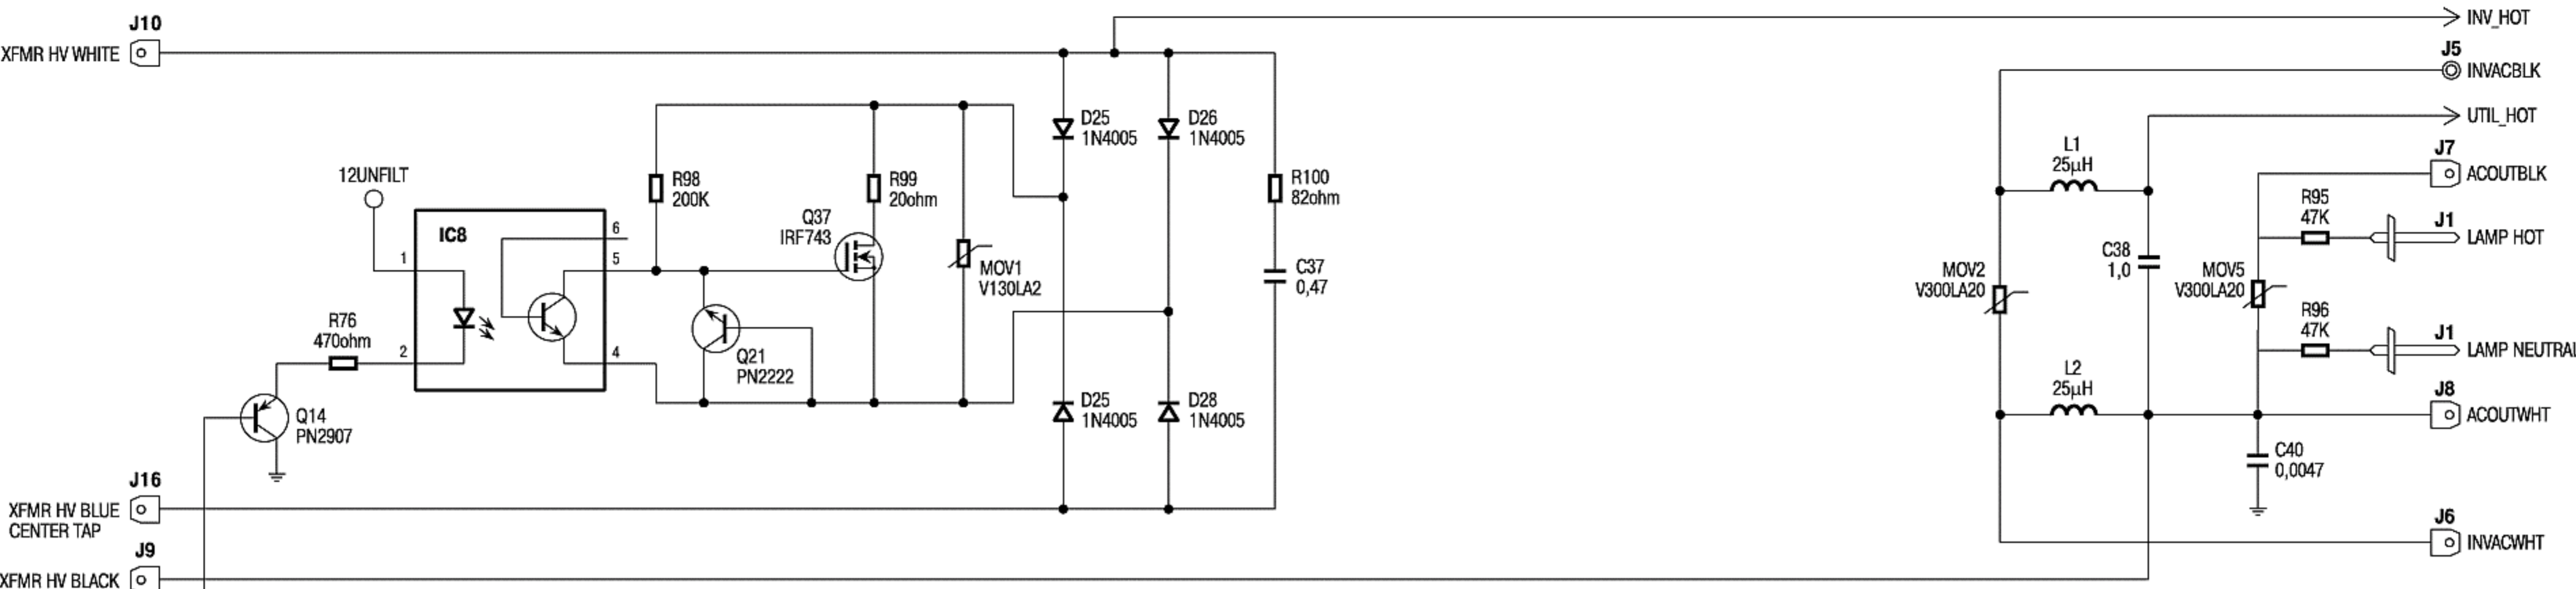 J10
XFMR HV WHITE
INV_HOT
J5
INVACBLK
UTIL_HOT
J7
ACOUTBLK
D25
1N4005
D26
1N4005
12UNFILT
R98
200K
R99
20ohm
R100
82ohm
L1
25µH
R95
47K
J1
LAMP HOT
Q37
IRF743
IC8
1
2
6
5
4
MOV1
V130LA2
C37
0,47
C38
1,0
MOV2
V300LA20
MOV5
V300LA20
R96
47K
J1
LAMP NEUTRAL
R76
470ohm
Q21
PN2222
L2
25µH
J8
ACOUTWHT
D25
1N4005
D28
1N4005
Q14
PN2907
C40
0,0047
J16
XFMR HV BLUE
CENTER TAP
J6
INVACWHT
J9
XFMR HV BLACK